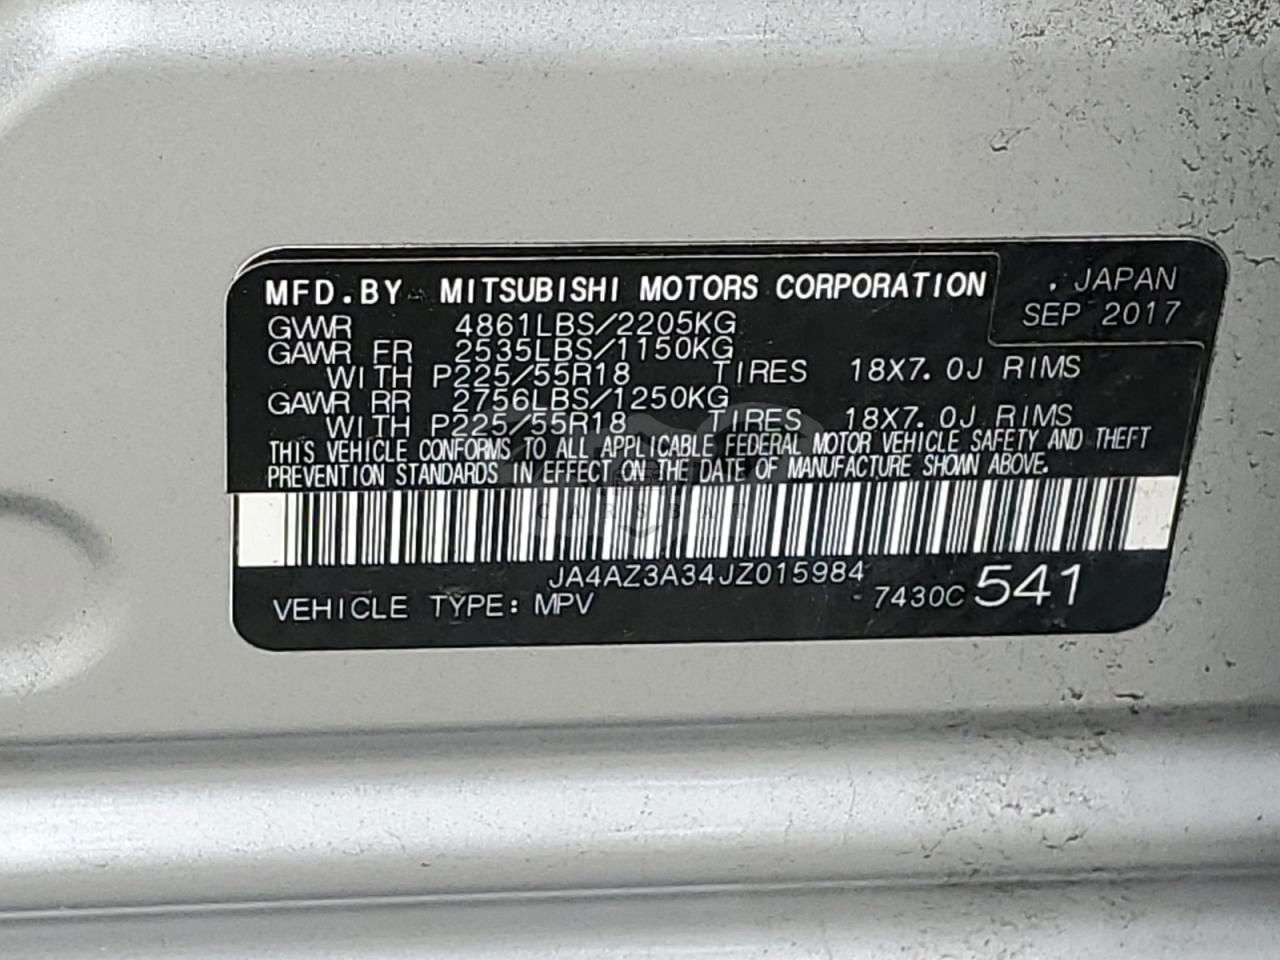 MFD.BY MITSUBISHI MOTORS CORPORATION
. JAPAN
SEP 2017
GVWR 4861LBS/2205KG
GAWR FR 2535LBS/1150KG
WITH P225/55R18 TIRES 18X7.0J RIMS
GAWR RR 2756LBS/1250KG
WITH P225/55R18 TIRES 18X7.0J RIMS
THIS VEHICLE CONFORMS TO ALL APPLICABLE FEDERAL MOTOR VEHICLE SAFETY AND THEFT
PREVENTION STANDARDS IN EFFECT ON THE DATE OF MANUFACTURE SHOWN ABOVE.
CARSBAT
JA4AZ3A34JZ015984
VEHICLE TYPE: MPV 7430C 541